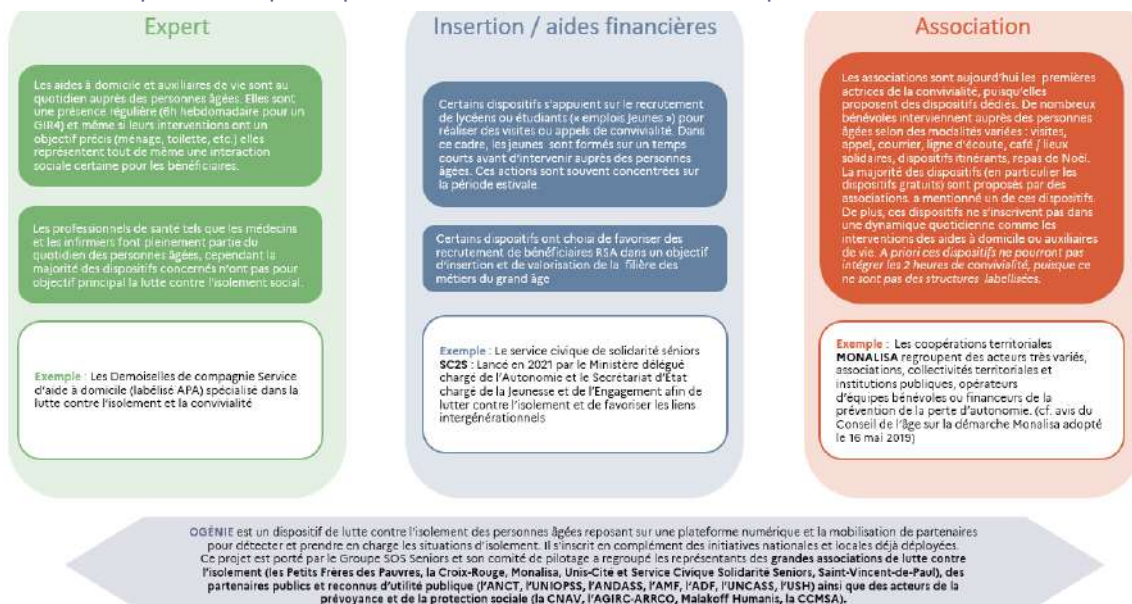 Expert
Les aides à domicile et auxiliaires de vie sont au
quotidien auprès des personnes âgées. Elles sont
une présence régulière (6h hebdomadaire pour un
GIR4) et même si leurs interventions ont un
objectif précis (ménage, toilette, etc.) elles
représentent tout de même une interaction
sociale certaine pour les bénéficiaires.
Les professionnels de santé tels que les médecins
et les infirmiers font pleinement partie du
quotidien des personnes âgées, cependant la
majorité des dispositifs concernés n'ont pas pour
objectif principal la lutte contre l'isolement social.
Exemple : Les Demoiselles de compagnie Service
d'aide à domicile (labélisé APA) spécialisé dans la
lutte contre l'isolement et la convivialité
Insertion / aides financières
Certains dispositifs s'appuient sur le recrutement
de lycéens ou étudiants (« emplois Jeunes ») pour
réaliser des visites ou appels de convivialité. Dans
ce cadre, les jeunes sont formés sur un temps
courts avant d'intervenir auprès des personnes
âgées. Ces actions sont souvent concentrées sur
la période estivale.
Certains dispositifs ont choisi de favoriser des
recrutement de bénéficiaires RSA dans un objectif
d'insertion et de valorisation de la filière des
métiers du grand âge
Exemple : Le service civique de solidarité séniors
SC2S : Lancé en 2021 par le Ministère délégué
chargé de l'Autonomie et le Secrétariat d'État
chargé de la Jeunesse et de l'Engagement afin de
lutter contre l'isolement et de favoriser les liens
intergénérationnels
Association
Les associations sont aujourd'hui les premières
actrices de la convivialité, puisqu'elles
proposent des dispositifs dédiés. De nombreux
bénévoles interviennent auprès des personnes
âgées selon des modalités variées : visites,
appel, courrier, ligne d'écoute, café / lieux
solidaires, dispositifs itinérants, repas de Noël.
La majorité des dispositifs (en particulier les
dispositifs gratuits) sont proposés par des
associations. a mentionné un de ces dispositifs.
De plus, ces dispositifs ne s'inscrivent pas dans
une dynamique quotidienne comme les
interventions des aides à domicile ou auxiliaires
de vie. A priori ces dispositifs ne pourront pas
intégrer les 2 heures de convivialité, puisque ce
ne sont pas des structures labellisées.
Exemple : Les coopérations territoriales
MONALISA regroupent des acteurs très variés,
associations, collectivités territoriales et
institutions publiques, opérateurs
d'équipes bénévoles ou financeurs de la
prévention de la perte d'autonomie. (cf. avis du
Conseil de l'âge sur la démarche Monalisa adopté
le 16 mai 2019)
OGÉNIE est un dispositif de lutte contre l'isolement des personnes âgées reposant sur une plateforme numérique et la mobilisation de partenaires
pour détecter et prendre en charge les situations d'isolement. Il s'inscrit en complément des initiatives nationales et locales déjà déployées.
Ce projet est porté par le Groupe SOS Seniors et son comité de pilotage a regroupé les représentants des grandes associations de lutte contre
l'isolement (les Petits Frères des Pauvres, la Croix-Rouge, Monalisa, Unis-Cité et Service Civique Solidarité Seniors, Saint-Vincent-de-Paul), des
partenaires publics et reconnus d'utilité publique (l'ANCT, l'UNIOPSS, l'ANDASS, l'AMF, l'ADF, l'UNCASS, l'USH) ainsi que des acteurs de la
prévoyance et de la protection sociale (la CNAV, l'AGIRC-ARRCO, Malakoff Humanis, la CCMSA).